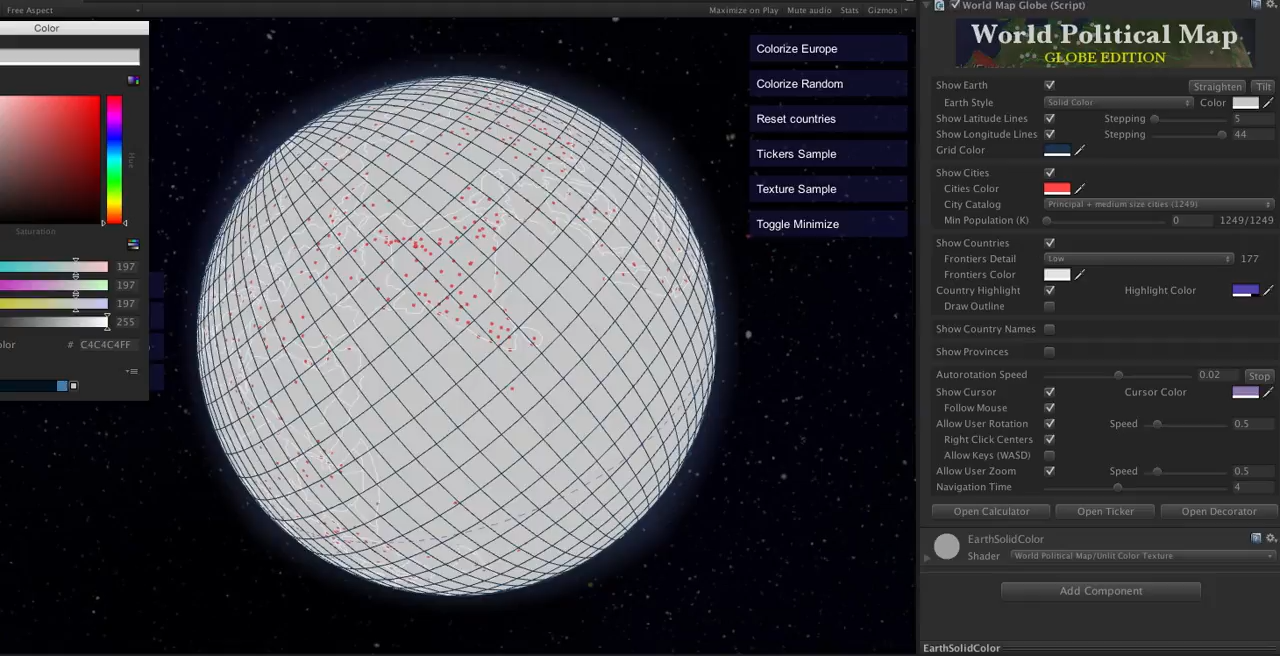 Free Aspect
Maximize on Play Mute audio Stats Gizmos
Color
Hue
Saturation
197
197
197
255
olor # C4C4C4FF
Colorize Europe
Colorize Random
Reset countries
Tickers Sample
Texture Sample
Toggle Minimize
World Map Globe (Script)
World Political Map
GLOBE EDITION
Show Earth Straighten Tilt
Earth Style Solid Color Color
Show Latitude Lines Stepping 5
Show Longitude Lines Stepping 44
Grid Color
Show Cities
Cities Color
City Catalog Principal + medium size cities (1249)
Min Population (K) 0 1249/1249
Show Countries
Frontiers Detail Low 177
Frontiers Color
Country Highlight Highlight Color
Draw Outline
Show Country Names
Show Provinces
Autorotation Speed 0.02 Stop
Show Cursor Cursor Color
Follow Mouse
Allow User Rotation Speed 0.5
Right Click Centers
Allow Keys (WASD)
Allow User Zoom Speed 0.5
Navigation Time 4
Open Calculator Open Ticker Open Decorator
EarthSolidColor
Shader World Political Map/Unlit Color Texture
Add Component
EarthSolidColor